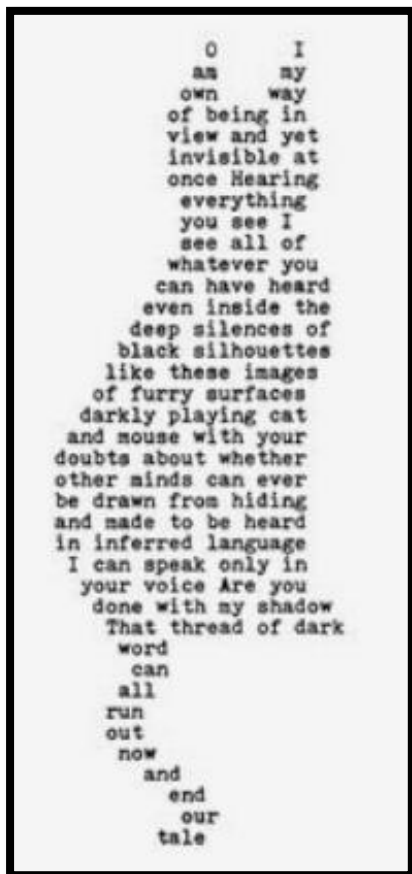 O I
am my
own way
of being in
view and yet
invisible at
once Hearing
everything
you see I
see all of
whatever you
can have heard
even inside the
deep silences of
black silhouettes
like these images
of furry surfaces
darkly playing cat
and mouse with your
doubts about whether
other minds can ever
be drawn from hiding
and made to be heard
in inferred language
I can speak only in
your voice Are you
done with my shadow
That thread of dark
word
can
all
run
out
now
and
end
our
tale